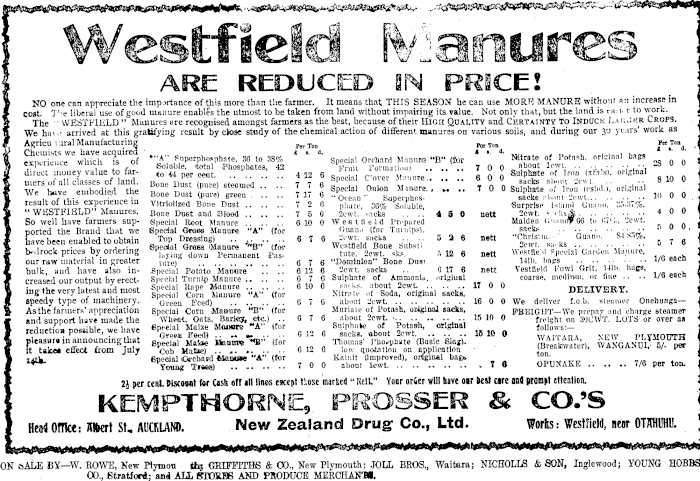 Westfield Manures
ARE REDUCED IN PRICE!
NO one can appreciate the importance of this more than the farmer. It means that THIS SEASON he can use MORE MANURE without an increase in
cost. The liberal use of good manure enables the utmost to be taken from land without impairing its value. Not only that, but the land is easier to work.
The "WESTFIELD" Manures are recognised amongst farmers as the best, because of their HIGH QUALITY and CERTAINTY TO INDUCE LARGER CROPS.
We have arrived at this gratifying result by close study of the chemical action of different manures on various soils, and during our 30 years' work as
Agricultural Manufacturing
Chemists we have acquired
experience which is of
direct money value to far-
mers of all classes of land.
We have embodied the
result of this experience in
"WESTFIELD" Manures.
So well have farmers sup-
ported the Brand that we
have been enabled to obtain
bedrock prices by ordering
our raw material in greater
bulk, and have also in-
creased our output by erect-
ing the very latest and most
speedy type of machinery.
As the farmers' appreciation
and support have made the
reduction possible, we have
pleasure in announcing that
it takes effect from July
Per Ton
£ s. d.
"A" Superphosphate, 36 to 38%
Soluble, total Phosphates, 42
to 44 per cent. 4 12 6
Bone Dust (pure) steamed 7 7 6
Bone Dust (pure) green 7 17 6
Vitriolized Bone Dust 7 2 6
Bone Dust and Blood 7 5 0
Special Root Manure 6 10 0
Special Grass Manure "A" (for
Top Dressing) 6 7 6
Special Grass Manure "B" (for
laying down Permanent Pas-
ture) 6 7 6
Special Potato Manure 6 12 6
Special Turnip Manure 6 7 6
Special Rape Manure 6 10 0
Special Corn Manure "A" (for
Green Feed) 6 7 6
Special Corn Manure "B" (for
Wheat, Oats, Barley, etc.) 6 7 6
Special Maize Manure "A" (for
Green Feed) 6 12 6
Special Maize Manure "B" (for
Cob Maize) 6 12 6
Special Orchard Manure "A" (for
Young Trees) 7 0 0
Per Ton
£ s. d.
Special Orchard Manure "B" (for
Fruit Formation) 7 0 0
Special Clover Manure 6 0 0
Special Onion Manure 7 0 0
"Ocean" Superphos-
phate, 36% Soluble,
2cwt. sacks 4 5 0 nett
Westfield Prepared
Guano (for Turnips)
2cwt. sacks 5 2 6 nett
Westfield Bone Substi-
tute, 2cwt. sks. 5 12 6 nett
"Dominion" Bone Dust
2cwt. sacks 6 17 6 nett
Sulphate of Ammonia, original
sacks, about 2cwt. 17 0 0
Nitrate of Soda, original sacks,
about 2cwt. 16 0 0
Muriate of Potash, original sacks,
about 2cwt. 15 10 0
Sulphate of Potash, original
sacks, about 2cwt. 15 10 0
Thomas' Phosphate (Basic Slag),
low quotation on application
Kainit (improved), original bags,
about 2cwt. 7 6
Per Ton
£ s. d.
Nitrate of Potash, original bags
about 1cwt. 28 0 0
Sulphate of Iron original
sacks about 2cwt. 8 10 0
Sulphate of Iron original
sacks about 2cwt. 10 0 0
Surprise Island Guano,
2cwt. 4 0 0
Malden Guano, 60 to 65%, 2cwt.
sacks 4 0 0
Guano,
2cwt. sacks 5 7 6
Westfield Special Garden Manure,
14lb. bags 1/6 each
Westfield Fowl Grit, 14lb. bags,
coarse, medium, or fine 1/6 each
DELIVERY.
We deliver f.o.b. steamer Onehunga—
FREIGHT—We prepay and charge steamer
freight on LOTS or over as
follows:—
WAITARA, NEW PLYMOUTH
(Breakwater), WANGANUI, 5/- per
ton.
OPUNAKE 7/6 per ton.
2½ per cent. Discount for Cash off all lines except those marked "Nett." Your order will have our best care and prompt attention.
KEMPTHORNE, PROSSER & CO.'S
Head Office: Albert St., AUCKLAND. New Zealand Drug Co., Ltd. Works: Westfield, near OTAHUHU.
ON SALE BY—W. ROWE, New Plymou th; GRIFFITHS & CO., New Plymouth; JOLL BROS., Waitara; NICHOLLS & SON, Inglewood; YOUNG HOBBS
CO., Stratford; and ALL STORES AND PRODUCE MERCHANTS.